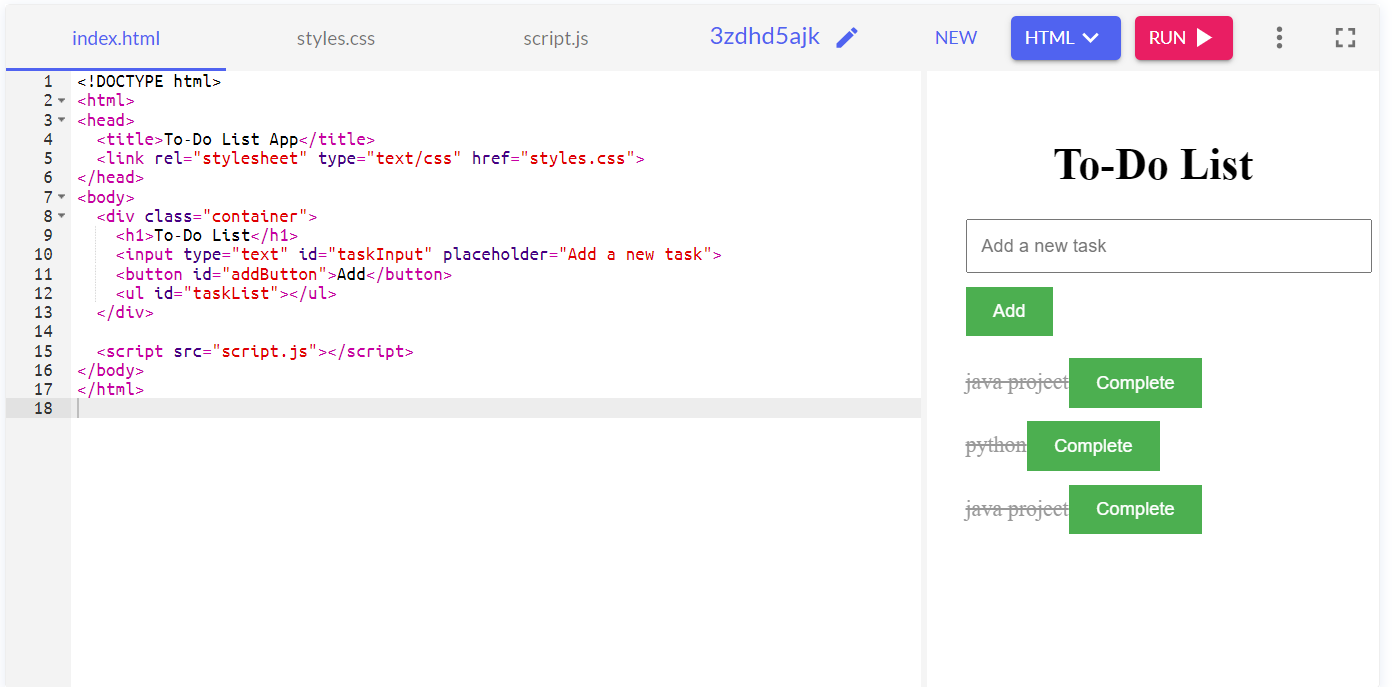 index.html styles.css script.js 3zdhd5ajk NEW HTML RUN
1 <!DOCTYPE html>
2 <html>
3 <head>
4   <title>To-Do List App</title>
5   <link rel="stylesheet" type="text/css" href="styles.css">
6 </head>
7 <body>
8   <div class="container">
9     <h1>To-Do List</h1>
10     <input type="text" id="taskInput" placeholder="Add a new task">
11     <button id="addButton">Add</button>
12     <ul id="taskList"></ul>
13   </div>
14
15   <script src="script.js"></script>
16 </body>
17 </html>
18
To-Do List
Add a new task
Add
java project Complete
python Complete
java project Complete